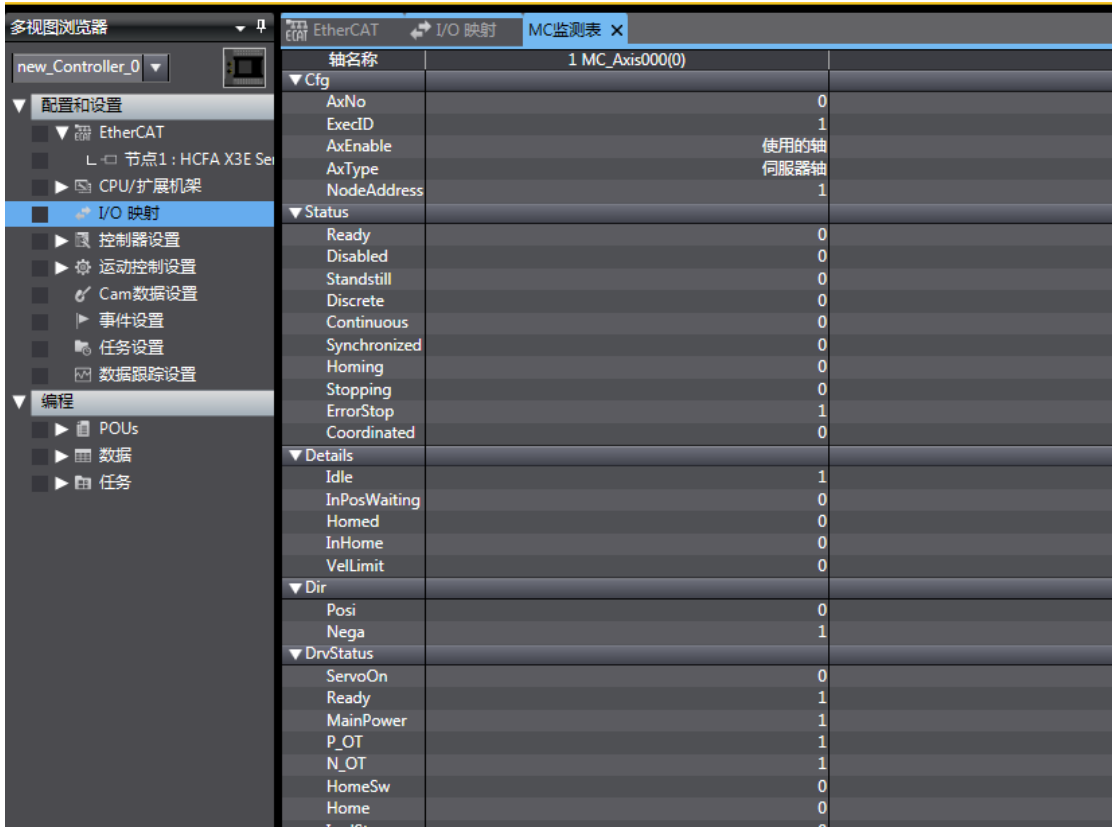 多视图浏览器
new_Controller_0
配置和设置
EtherCAT
节点1 : HCFA X3E Se
CPU/扩展机架
I/O 映射
控制器设置
运动控制设置
Cam数据设置
事件设置
任务设置
数据跟踪设置
编程
POUs
数据
任务
EtherCAT I/O 映射 MC监测表
轴名称 1 MC_Axis000(0)
Cfg
AxNo 0
ExecID 1
AxEnable 使用的轴
AxType 伺服器轴
NodeAddress 1
Status
Ready 0
Disabled 0
Standstill 0
Discrete 0
Continuous 0
Synchronized 0
Homing 0
Stopping 0
ErrorStop 1
Coordinated 0
Details
Idle 1
InPosWaiting 0
Homed 0
InHome 0
VelLimit 0
Dir
Posi 0
Nega 1
DrvStatus
ServoOn 0
Ready 1
MainPower 1
P_OT 1
N_OT 1
HomeSw 0
Home 0